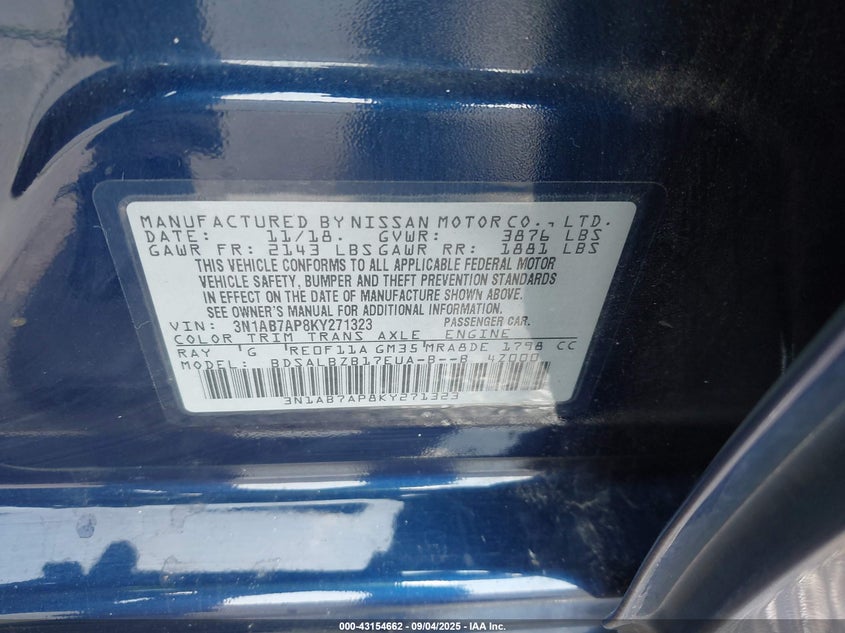 MANUFACTURED BY NISSAN MOTOR CO., LTD.
DATE: 11/18. GVWR: 3876 LBS
GAWR FR: 2143 LBS GAWR RR: 1881 LBS
THIS VEHICLE CONFORMS TO ALL APPLICABLE FEDERAL MOTOR
VEHICLE SAFETY, BUMPER AND THEFT PREVENTION STANDARDS
IN EFFECT ON THE DATE OF MANUFACTURE SHOWN ABOVE.
SEE OWNER'S MANUAL FOR ADDITIONAL INFORMATION.
VIN: 3N1AB7AP8KY271323 PASSENGER CAR.
COLOR TRIM TRANS AXLE ENGINE
RAY G RE0F11A GM35 MRA8DE 1798 CC
MODEL: BDSALBZB17EUA-B--B 4Z000
3N1AB7AP8KY271323
000-43154662 - 09/04/2025 - IAA Inc.